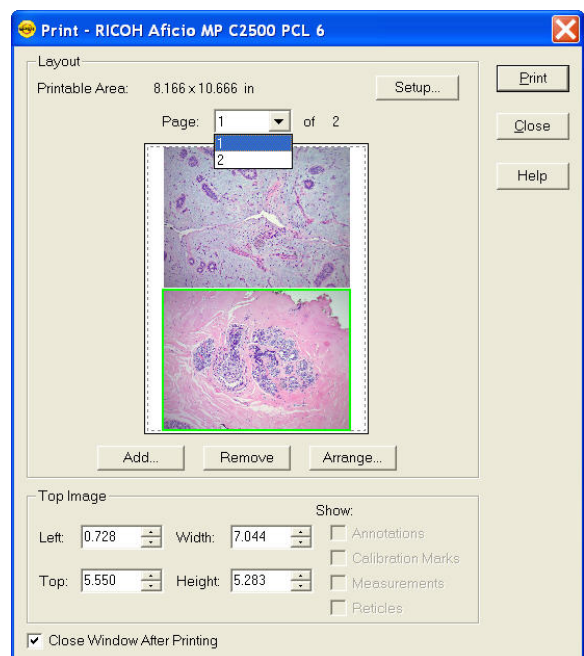 Print - RICOH Aficio MP C2500 PCL 6
Layout
Printable Area: 8.166 x 10.666 in
Setup...
Print
Page: 1 of 2
1
2
Close
Help
Add...
Remove
Arrange...
Top Image
Show:
Left: 0.728 Width: 7.044
Annotations
Calibration Marks
Top: 5.550 Height: 5.283
Measurements
Reticles
Close Window After Printing